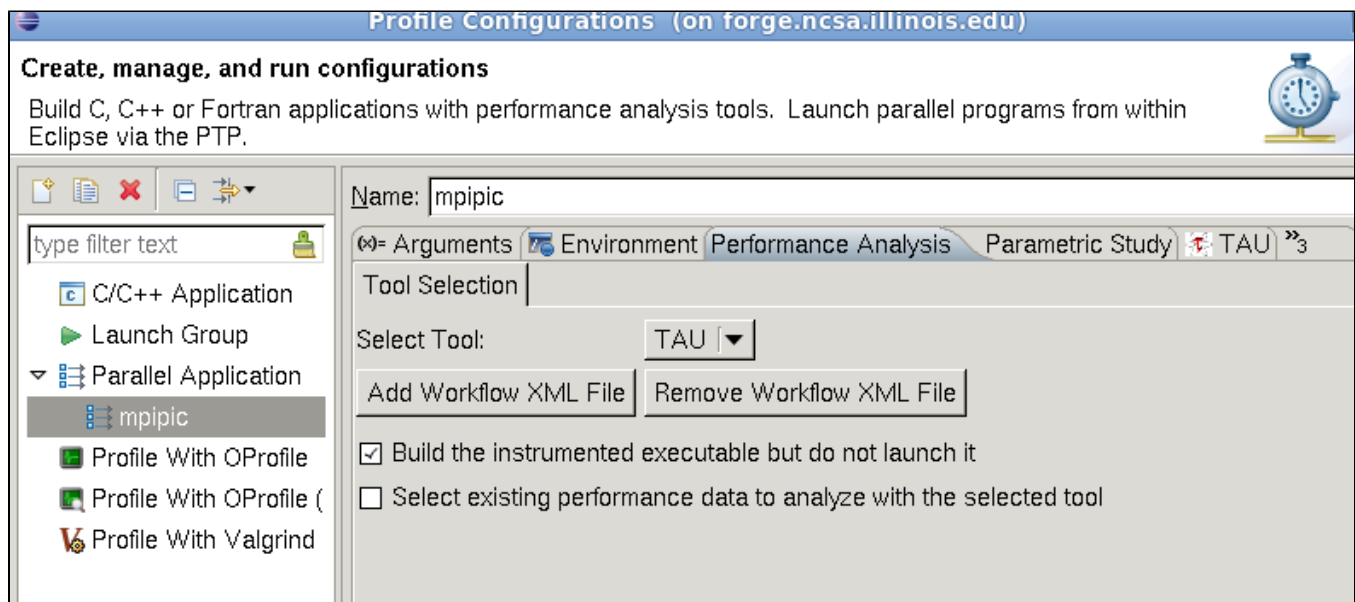 Profile Configurations (on forge.ncsa.illinois.edu)
Create, manage, and run configurations
Build C, C++ or Fortran applications with performance analysis tools. Launch parallel programs from within
Eclipse via the PTP.
Name: mpipic
type filter text
(x)= Arguments Environment Performance Analysis Parametric Study TAU »3
Tool Selection
C/C++ Application
Launch Group
Parallel Application
mpipic
Profile With OProfile
Profile With OProfile (
Profile With Valgrind
Select Tool: TAU
Add Workflow XML File Remove Workflow XML File
Build the instrumented executable but do not launch it
Select existing performance data to analyze with the selected tool